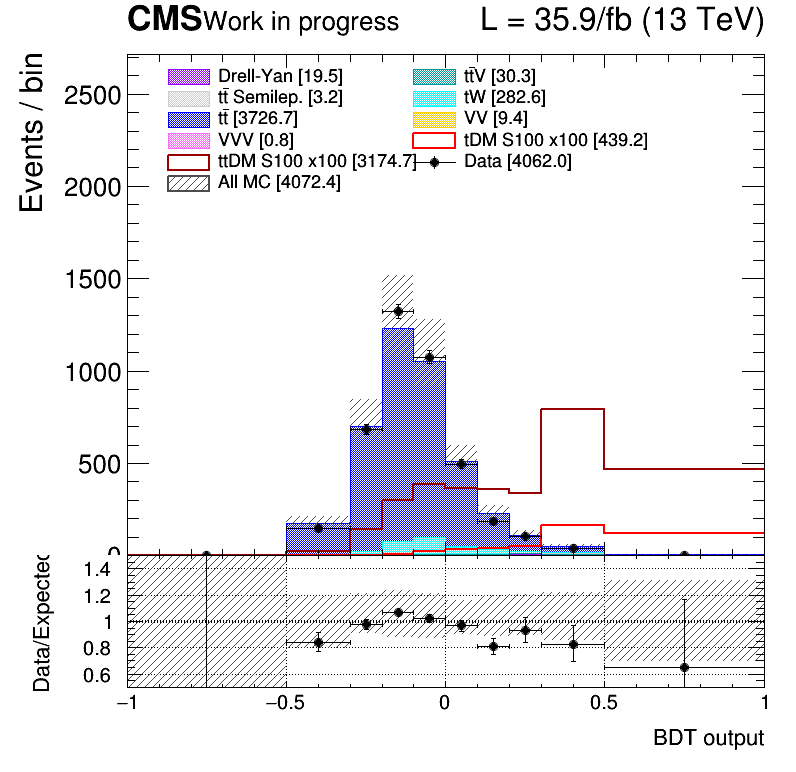 CMS Work in progress L = 35.9/fb (13 TeV)
Events / bin
Drell-Yan [19.5] tt̄V [30.3]
tt̄ Semilep. [3.2] tW [282.6]
tt̄ [3726.7] VV [9.4]
VVV [0.8] tDM S100 x100 [439.2]
ttDM S100 x100 [3174.7] Data [4062.0]
All MC [4072.4]
2500
2000
1500
1000
500
0
Data/Expected
1.4
1.2
1
0.8
0.6
−1 −0.5 0 0.5 1
BDT output